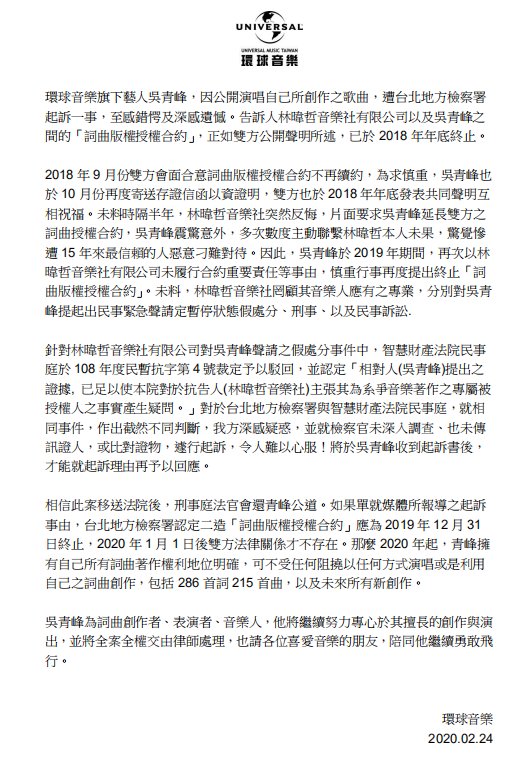 UNIVERSAL
UNIVERSAL MUSIC TAIWAN
環球音樂
環球音樂旗下藝人吳青峰，因公開演唱自己所創作之歌曲，遭台北地方檢察署
起訴一事，至感錯愕及深感遺憾。告訴人林暐哲音樂社有限公司以及吳青峰之
間的「詞曲版權授權合約」，正如雙方公開聲明所述，已於 2018 年年底終止。
2018 年 9 月份雙方會面合意詞曲版權授權合約不再續約，為求慎重，吳青峰也
於 10 月份再度寄送存證信函以資證明，雙方也於 2018 年年底發表共同聲明互
相祝福。未料時隔半年，林暐哲音樂社突然反悔，片面要求吳青峰延長雙方之
詞曲授權合約，吳青峰震驚意外，多次數度主動聯繫林暐哲本人未果，驚覺慘
遭 15 年來最信賴的人惡意刁難對待。因此，吳青峰於 2019 年期間，再次以林
暐哲音樂社有限公司未履行合約重要責任等事由，慎重行事再度提出終止「詞
曲版權授權合約」。未料，林暐哲音樂社罔顧其音樂人應有之專業，分別對吳青
峰提起出民事緊急聲請定暫停狀態假處分、刑事、以及民事訴訟.
針對林暐哲音樂社有限公司對吳青峰聲請之假處分事件中，智慧財產法院民事
庭於 108 年度民暫抗字第 4 號裁定予以駁回，並認定「相對人(吳青峰)提出之
證據, 已足以使本院對於抗告人(林暐哲音樂社)主張其為系爭音樂著作之專屬被
授權人之事實產生疑問。」對於台北地方檢察署與智慧財產法院民事庭，就相
同事件，作出截然不同判斷，我方深感疑惑，並就檢察官未深入調查、也未傳
訊證人，或比對證物，遽行起訴，令人難以心服！將於吳青峰收到起訴書後，
才能就起訴理由再予以回應。
相信此案移送法院後，刑事庭法官會還青峰公道。如果單就媒體所報導之起訴
事由，台北地方檢察署認定二造「詞曲版權授權合約」應為 2019 年 12 月 31
日終止，2020 年 1 月 1 日後雙方法律關係才不存在。那麼 2020 年起，青峰擁
有自己所有詞曲著作權利地位明確，可不受任何阻撓以任何方式演唱或是利用
自己之詞曲創作，包括 286 首詞 215 首曲，以及未來所有新創作。
吳青峰為詞曲創作者、表演者、音樂人，他將繼續努力專心於其擅長的創作與演
出，並將全案全權交由律師處理，也請各位喜愛音樂的朋友，陪同他繼續勇敢飛
行。
環球音樂
2020.02.24